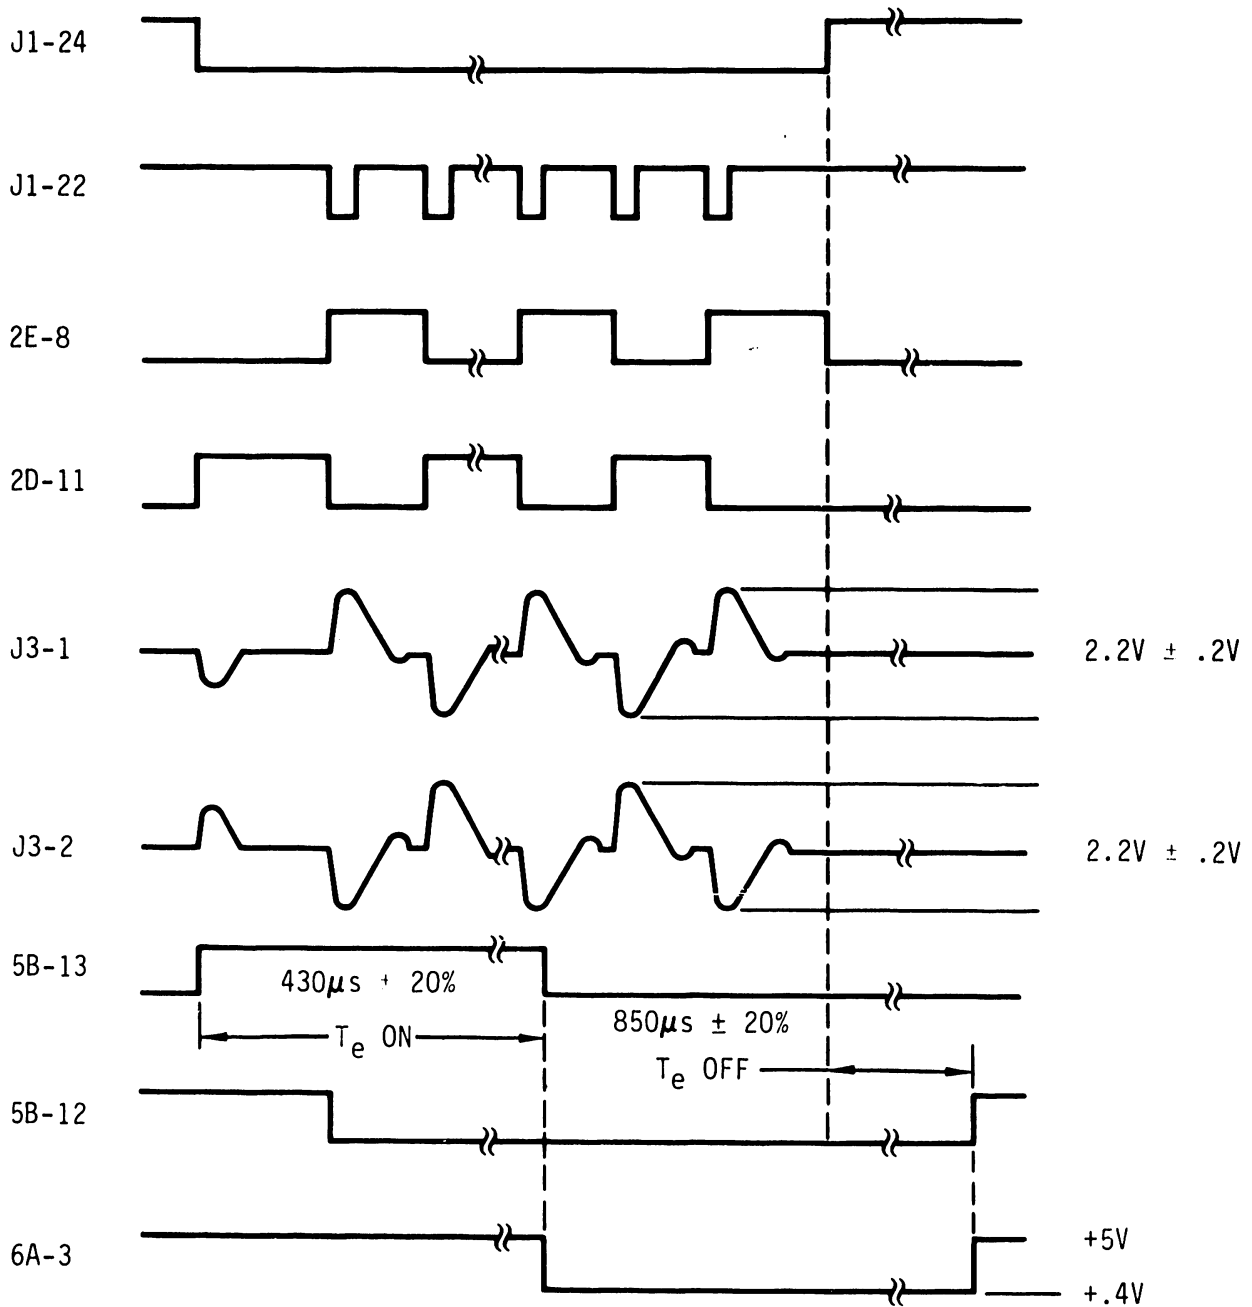 J1-24
J1-22
2E-8
2D-11
J3-1
2.2V ± .2V
J3-2
2.2V ± .2V
5B-13
430μs + 20%
850μs ± 20%
Te ON
Te OFF
5B-12
6A-3
+5V
+.4V